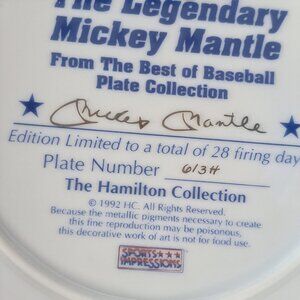 The Legendary
Mickey Mantle
From The Best of Baseball
Plate Collection
Mickey Mantle
Edition Limited to a total of 28 firing day
Plate Number 613H
The Hamilton Collection
© 1992 HC. All Rights Reserved.
Because the metallic pigments necessary to create
this fine reproduction may be poisonous,
this decorative work of art is not for food use.
SPORTS
IMPRESSIONS